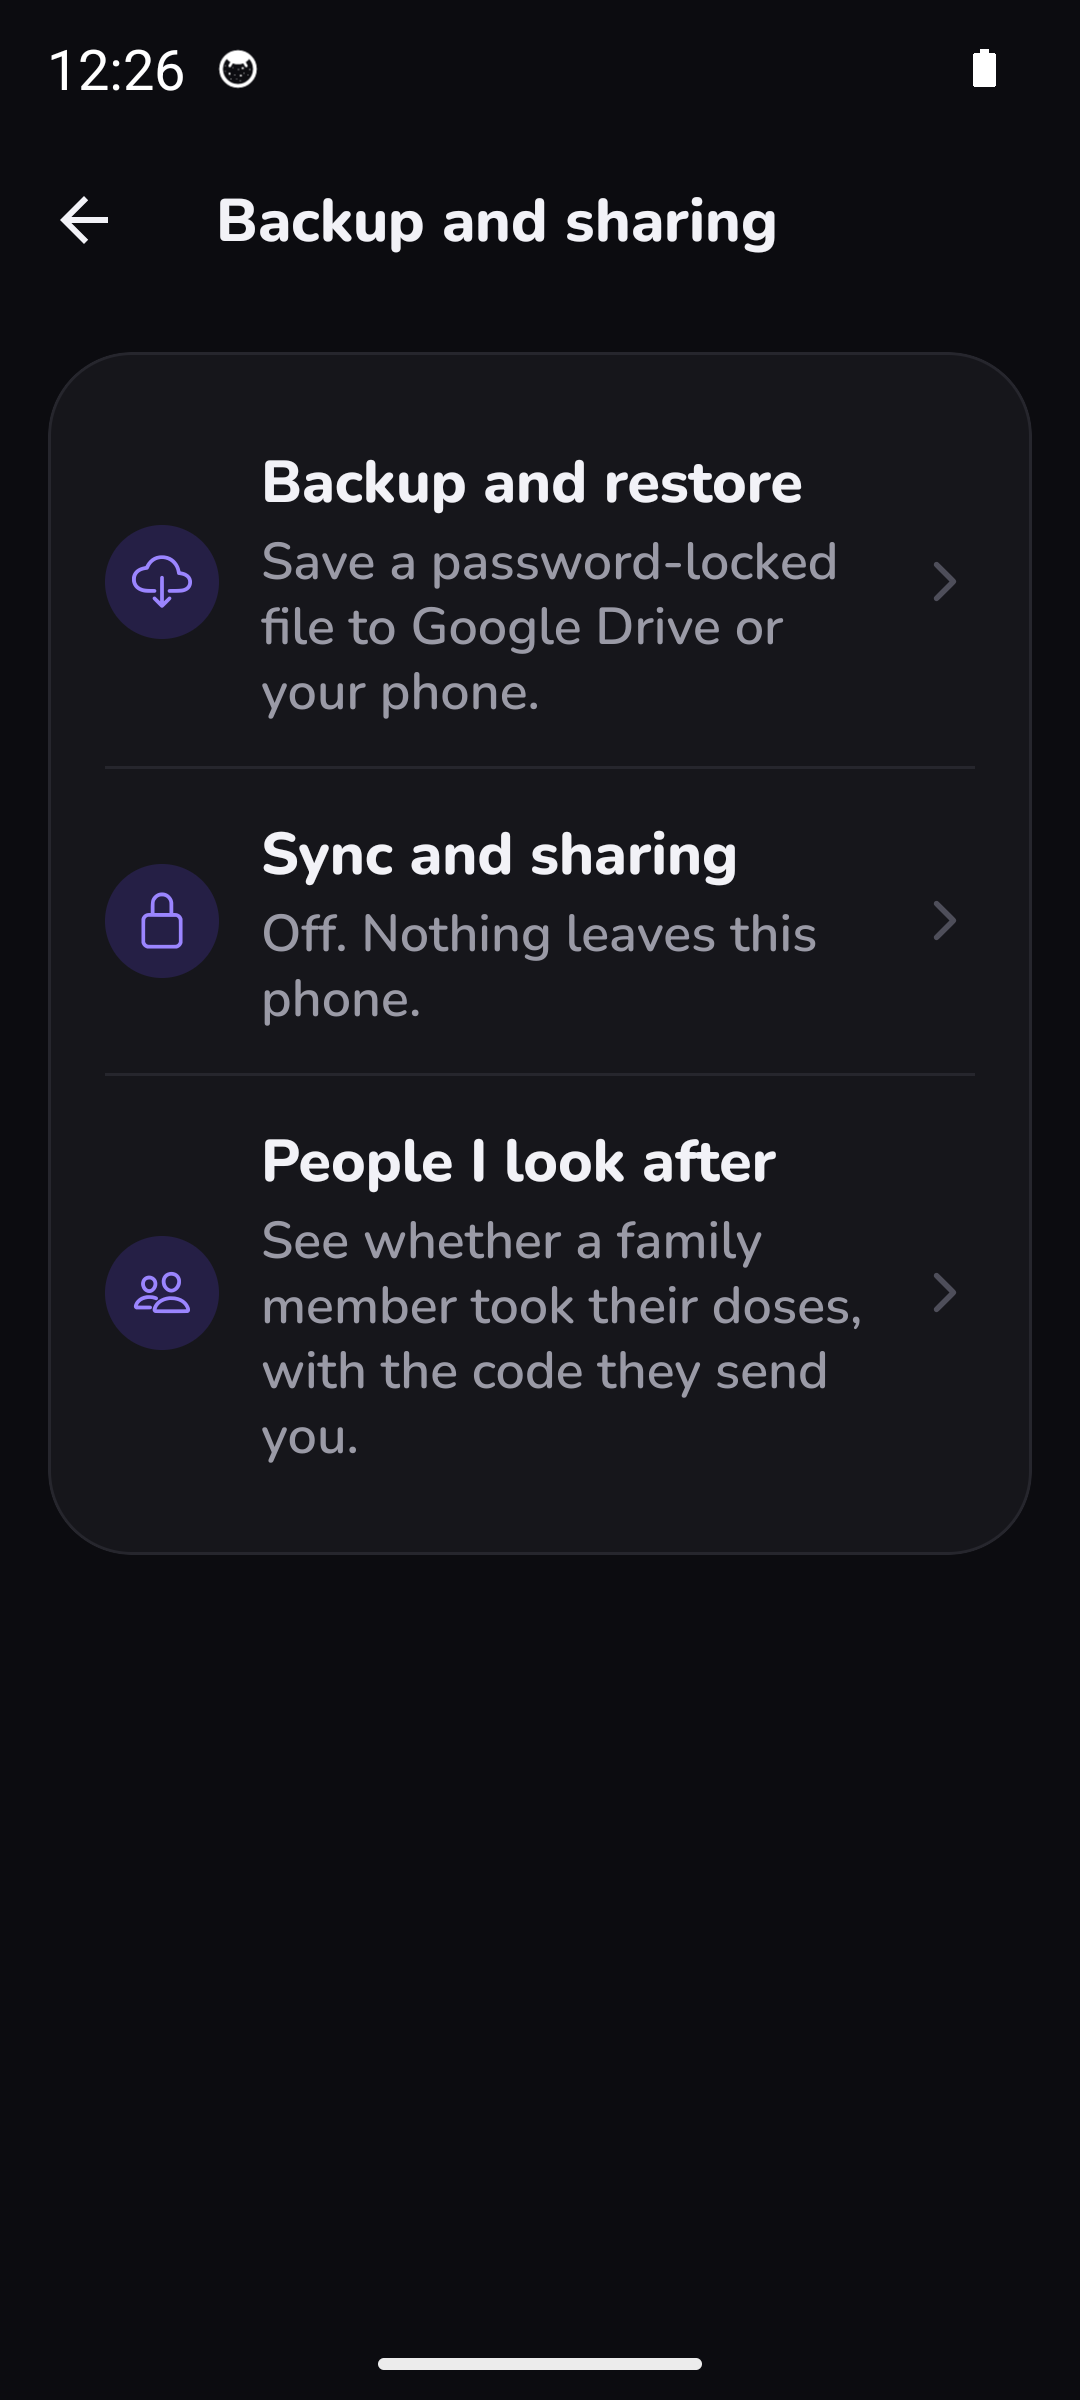 12:26
Backup and sharing
Backup and restore
Save a password-locked
file to Google Drive or
your phone.
Sync and sharing
Off. Nothing leaves this
phone.
People I look after
See whether a family
member took their doses,
with the code they send
you.